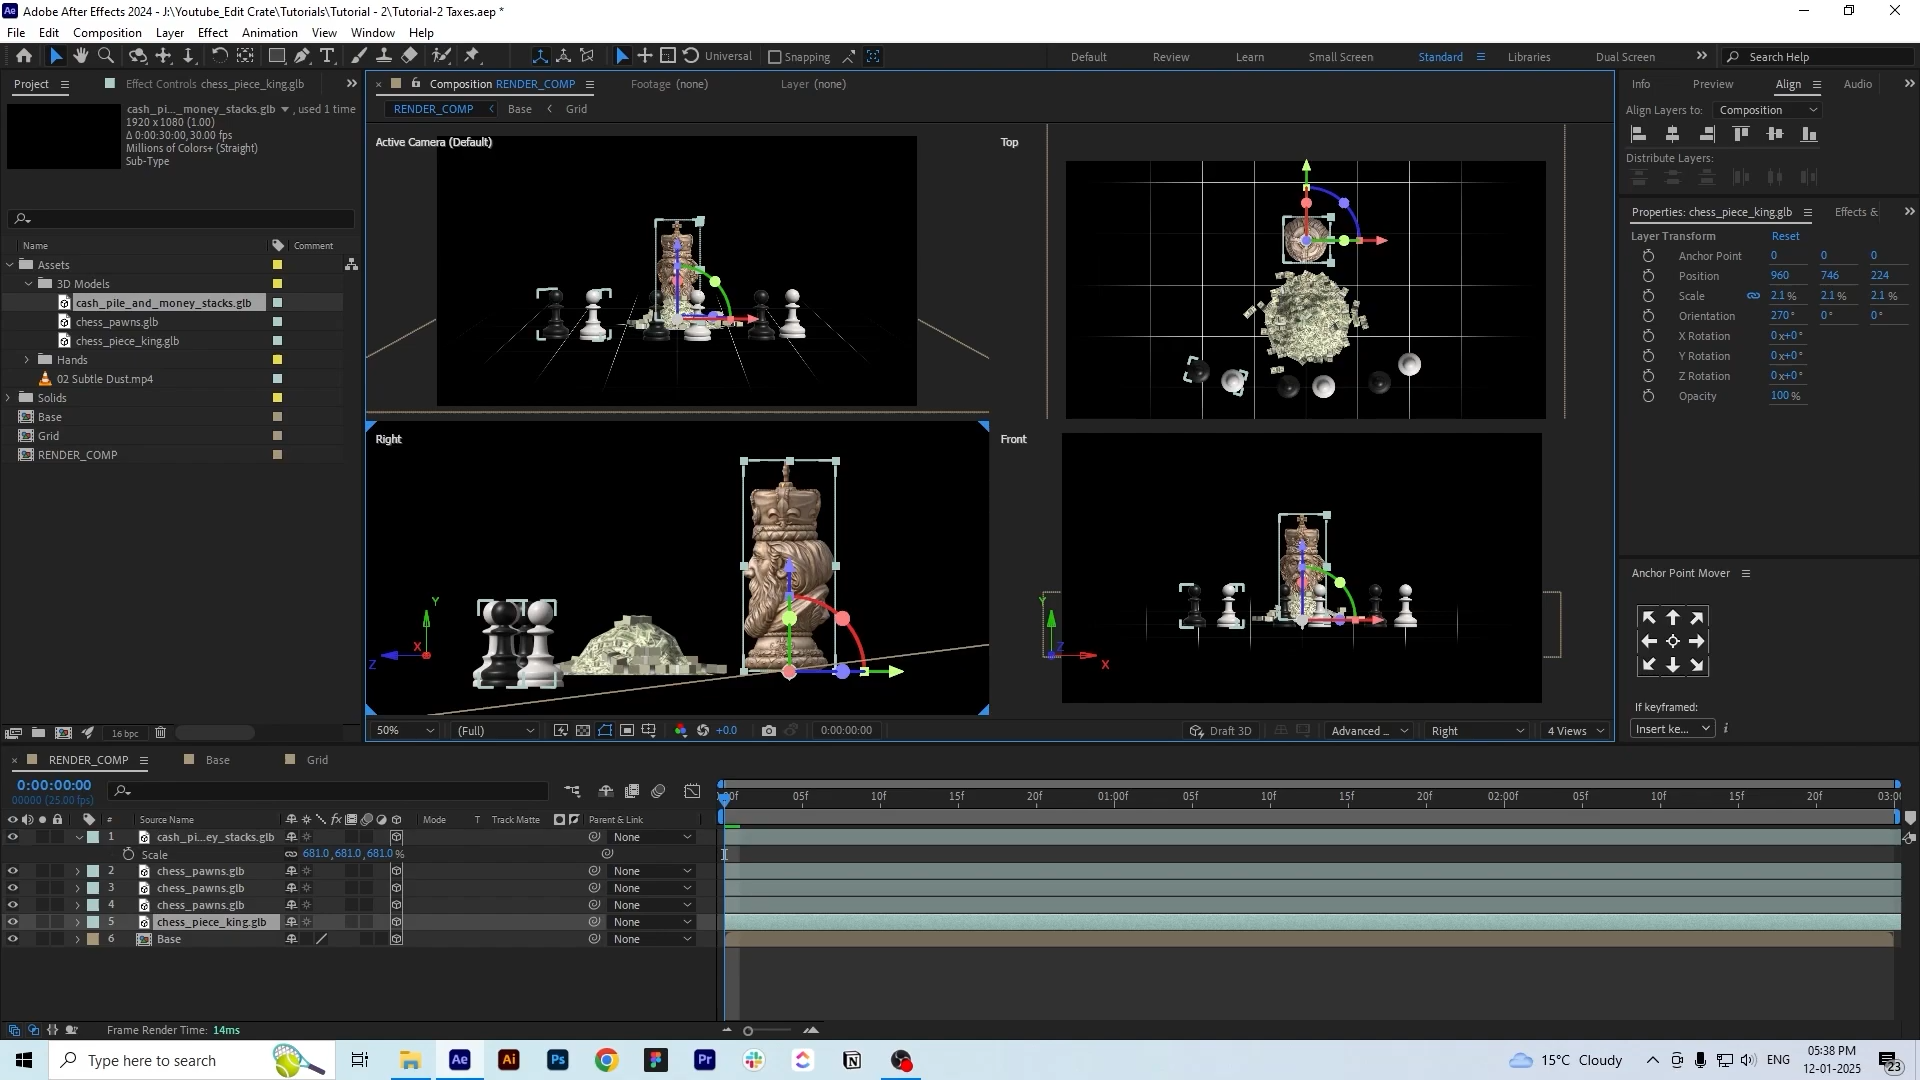 Adobe After Effects 2024 - J:\Youtube_Edit Crate\Tutorials\Tutorial - 2\Tutorial-2 Taxes.aep *
File Edit Composition Layer Effect Animation View Window Help
Universal Snapping Default Review Learn Small Screen Standard Libraries Dual Screen Search Help
Project Effect Controls chess_piece_king.glb
Composition RENDER_COMP Footage (none) Layer (none)
RENDER_COMP Base Grid
cash_pi..._money_stacks.glb , used 1 time
1920 x 1080 (1.00)
Δ 0:00:30:00, 30.00 fps
Millions of Colors+ (Straight)
Sub-Type
Name Comment
Assets
3D Models
cash_pile_and_money_stacks.glb
chess_pawns.glb
chess_piece_king.glb
Hands
02 Subtle Dust.mp4
Solids
Base
Grid
RENDER_COMP
16 bpc
Active Camera (Default)
Top
Right
Y
X
Z
Front
Y
Z
X
50% (Full) +0.0 0:00:00:00 Draft 3D Advanced ... Right 4 Views
Info Preview Align Audio
Align Layers to: Composition
Distribute Layers:
Properties: chess_piece_king.glb Effects &
Layer Transform Reset
Anchor Point 0 0 0
Position 960 746 224
Scale 2.1 % 2.1 % 2.1 %
Orientation 270 ° 0 ° 0 °
X Rotation 0 x+0 °
Y Rotation 0 x+0 °
Z Rotation 0 x+0 °
Opacity 100 %
Anchor Point Mover
If keyframed:
Insert ke... i
RENDER_COMP Base Grid
0:00:00:00
00000 (25.00 fps)
:00f 05f 10f 15f 20f 01:00f 05f 10f 15f 20f 02:00f 05f 10f 15f 20f 03:00
# Source Name fx Mode T Track Matte Parent & Link
1 cash_pi...ey_stacks.glb None
Scale 681.0, 681.0, 681.0 %
2 chess_pawns.glb None
3 chess_pawns.glb None
4 chess_pawns.glb None
5 chess_piece_king.glb None
6 Base None
Frame Render Time: 14ms
Type here to search
15°C Cloudy ENG
05:38 PM
12-01-2025
23